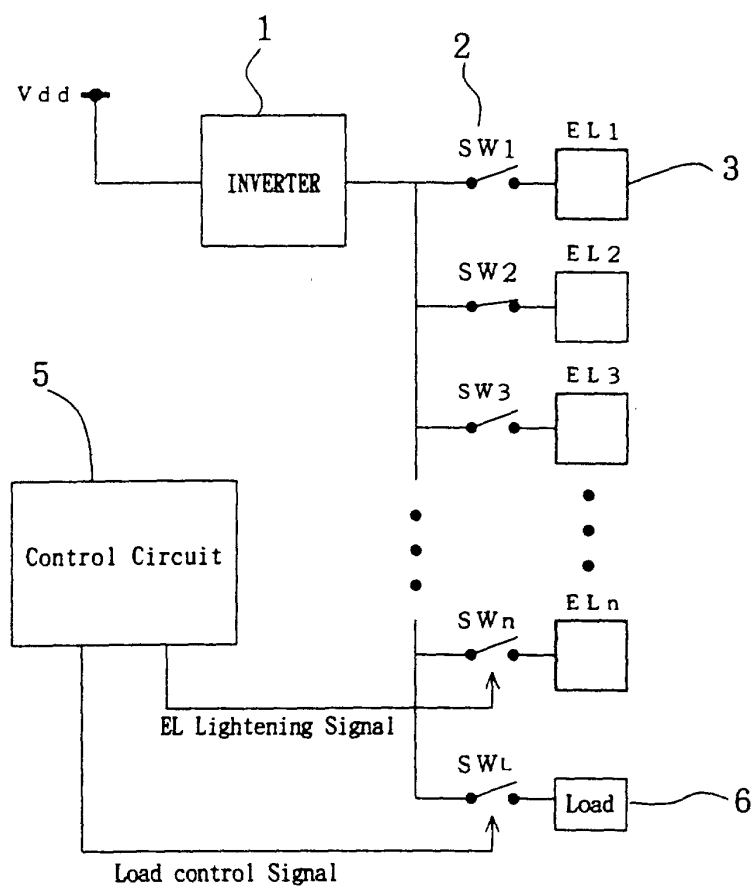 1
2
Vdd
INVERTER
SW1
EL1
3
SW2
EL2
SW3
EL3
5
Control Circuit
SWn
ELn
EL Lightening Signal
SWL
Load
6
Load control Signal